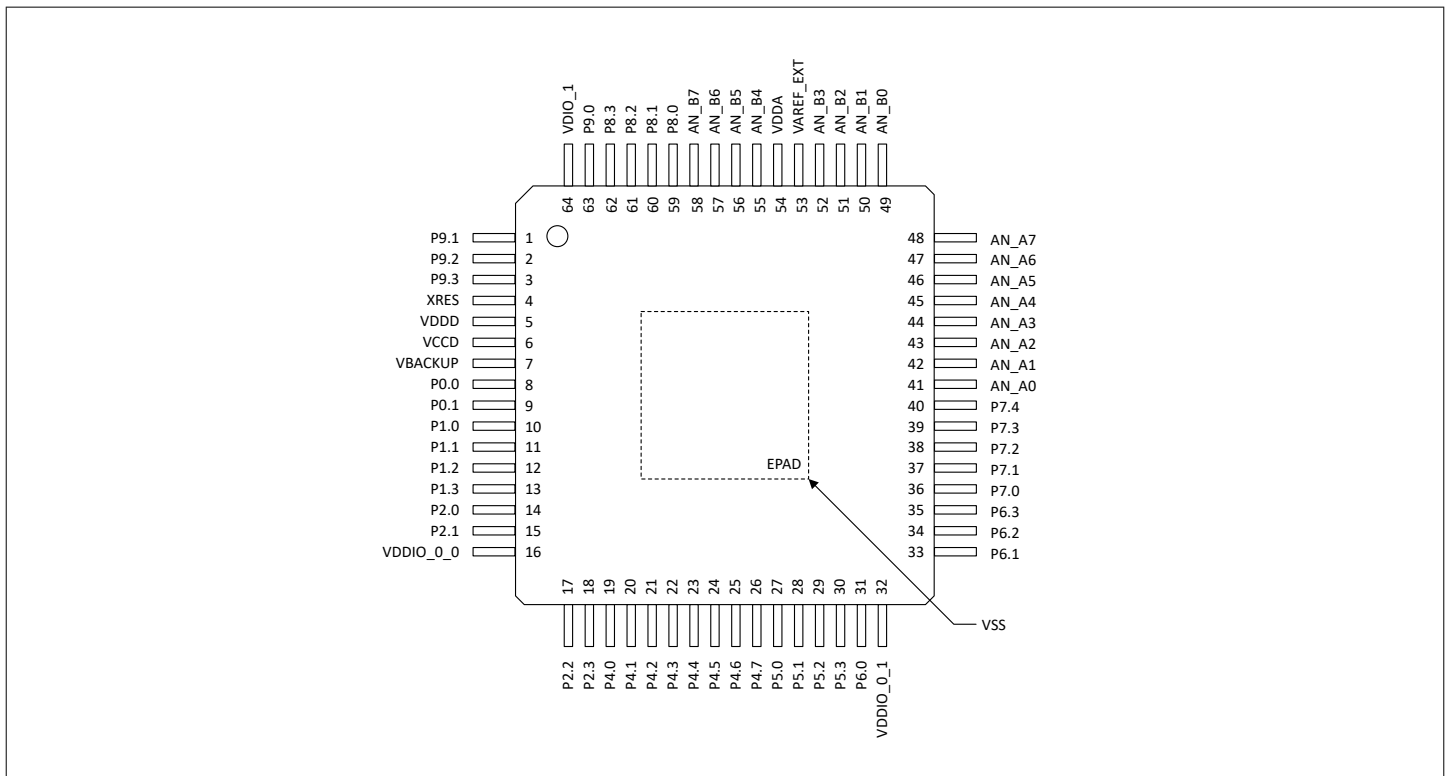 VDIO_1
P9.0
P8.3
P8.2
P8.1
P8.0
AN_B7
AN_B6
AN_B5
AN_B4
VDDA
VAREF_EXT
AN_B3
AN_B2
AN_B1
AN_B0
64
63
62
61
60
59
58
57
56
55
54
53
52
51
50
49
P9.1 1
P9.2 2
P9.3 3
XRES 4
VDDD 5
VCCD 6
VBACKUP 7
P0.0 8
P0.1 9
P1.0 10
P1.1 11
P1.2 12
P1.3 13
P2.0 14
P2.1 15
VDDIO_0_0 16
48 AN_A7
47 AN_A6
46 AN_A5
45 AN_A4
44 AN_A3
43 AN_A2
42 AN_A1
41 AN_A0
40 P7.4
39 P7.3
38 P7.2
37 P7.1
36 P7.0
35 P6.3
34 P6.2
33 P6.1
EPAD
VSS
17
18
19
20
21
22
23
24
25
26
27
28
29
30
31
32
P2.2
P2.3
P4.0
P4.1
P4.2
P4.3
P4.4
P4.5
P4.6
P4.7
P5.0
P5.1
P5.2
P5.3
P6.0
VDDIO_0_1